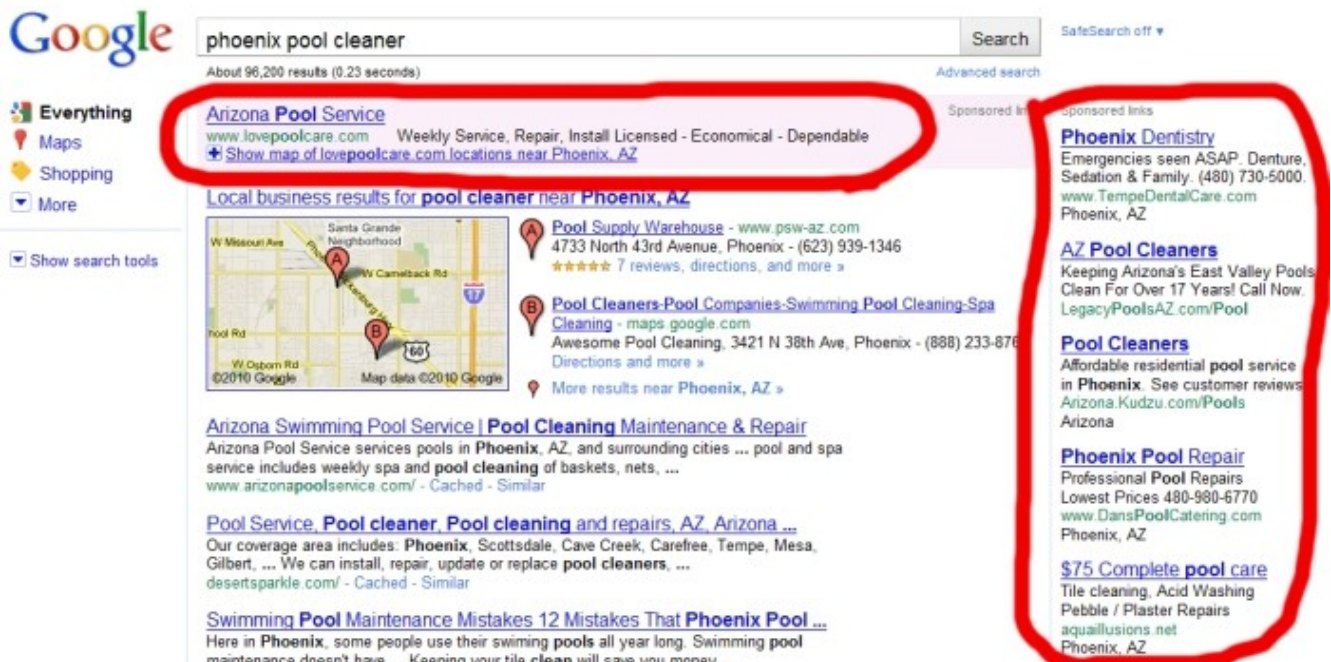 Google
phoenix pool cleaner
Search
SafeSearch off ▼
About 96,200 results (0.23 seconds)
Advanced search
Everything
Maps
Shopping
More
Show search tools
Arizona Pool Service
www.lovepoolcare.com Weekly Service, Repair, Install Licensed - Economical - Dependable
Show map of lovepoolcare.com locations near Phoenix, AZ
Sponsored
Local business results for pool cleaner near Phoenix, AZ
Santa Grande
Neighborhood
W Missouri Ave
W Camelback Rd
17
A
B
60
W Osborn Rd
©2010 Google
Map data ©2010 Google
A
Pool Supply Warehouse - www.psw-az.com
4733 North 43rd Avenue, Phoenix - (623) 939-1346
7 reviews, directions, and more »
B
Pool Cleaners-Pool Companies-Swimming Pool Cleaning-Spa
Cleaning - maps.google.com
Awesome Pool Cleaning, 3421 N 38th Ave, Phoenix - (888) 233-876
Directions and more »
More results near Phoenix, AZ »
Arizona Swimming Pool Service | Pool Cleaning Maintenance & Repair
Arizona Pool Service services pools in Phoenix, AZ, and surrounding cities ... pool and spa
service includes weekly spa and pool cleaning of baskets, nets, ...
www.arizonapoolservice.com/ - Cached - Similar
Pool Service, Pool cleaner, Pool cleaning and repairs, AZ, Arizona ...
Our coverage area includes: Phoenix, Scottsdale, Cave Creek, Carefree, Tempe, Mesa,
Gilbert, ... We can install, repair, update or replace pool cleaners, ...
desertsparkle.com/ - Cached - Similar
Swimming Pool Maintenance Mistakes 12 Mistakes That Phoenix Pool ...
Here in Phoenix, some people use their swiming pools all year long. Swimming pool
maintenance doesn't have ... Keeping your tile clean will save you money
Sponsored links
Phoenix Dentistry
Emergencies seen ASAP. Denture,
Sedation & Family. (480) 730-5000.
www.TempeDentalCare.com
Phoenix, AZ
AZ Pool Cleaners
Keeping Arizona's East Valley Pools
Clean For Over 17 Years! Call Now.
LegacyPoolsAZ.com/Pool
Pool Cleaners
Affordable residential pool service
in Phoenix. See customer reviews
Arizona.Kudzu.com/Pools
Arizona
Phoenix Pool Repair
Professional Pool Repairs
Lowest Prices 480-980-6770
www.DansPoolCatering.com
Phoenix, AZ
$75 Complete pool care
Tile cleaning, Acid Washing
Pebble / Plaster Repairs
aquaillusions.net
Phoenix, AZ